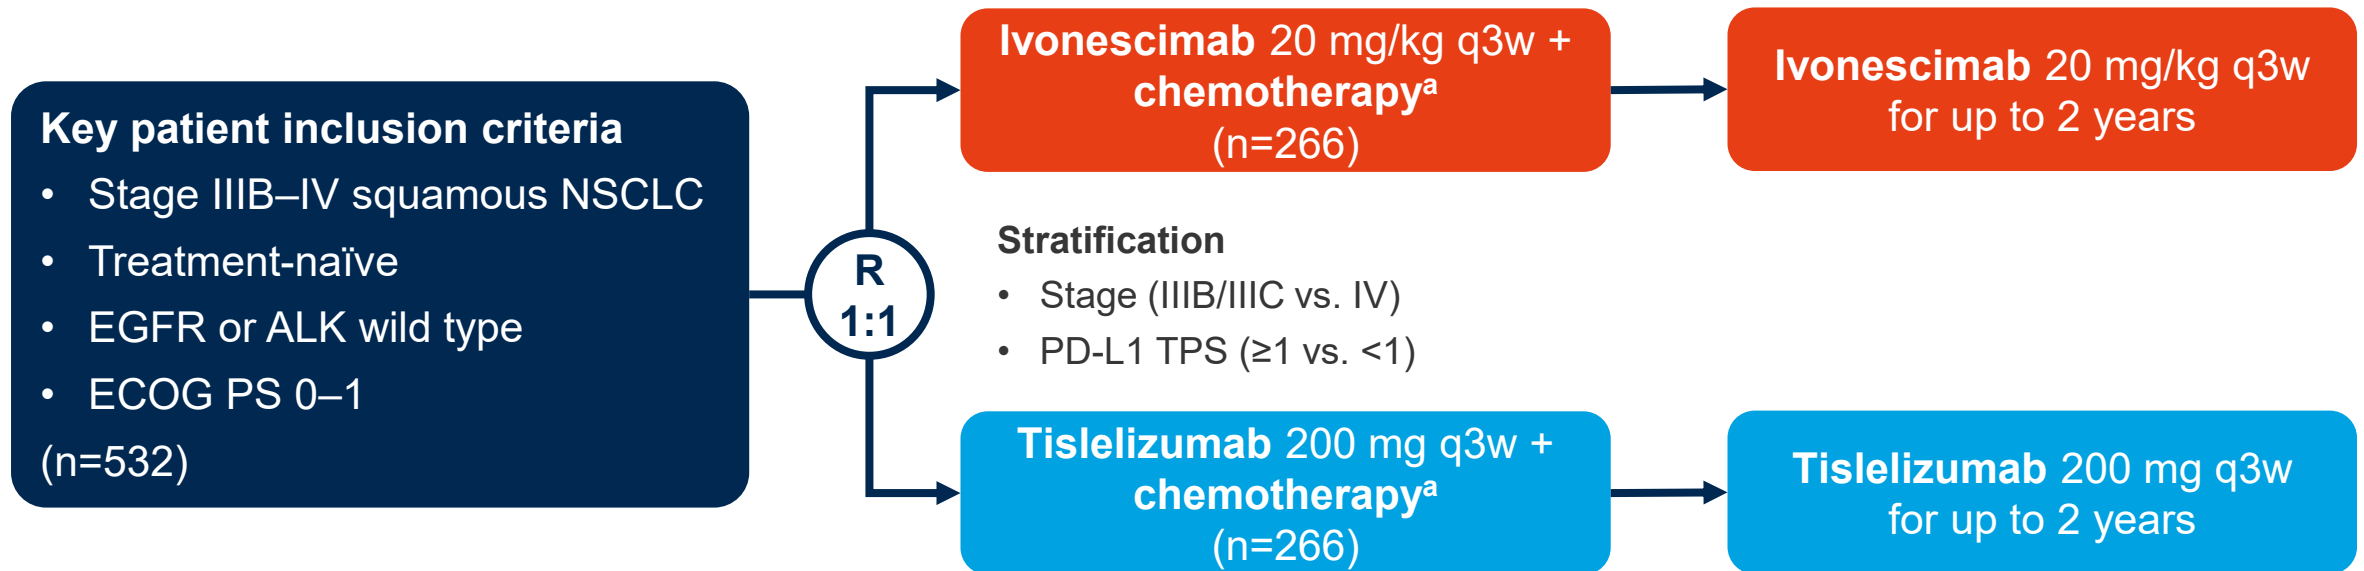 Key patient inclusion criteria
• Stage IIIB–IV squamous NSCLC
• Treatment-naïve
• EGFR or ALK wild type
• ECOG PS 0–1
(n=532)
R
1:1
Ivonescimab 20 mg/kg q3w +
chemotherapyᵃ
(n=266)
Ivonescimab 20 mg/kg q3w
for up to 2 years
Stratification
• Stage (IIIB/IIIC vs. IV)
• PD-L1 TPS (≥1 vs. <1)
Tislelizumab 200 mg q3w +
chemotherapyᵃ
(n=266)
Tislelizumab 200 mg q3w
for up to 2 years